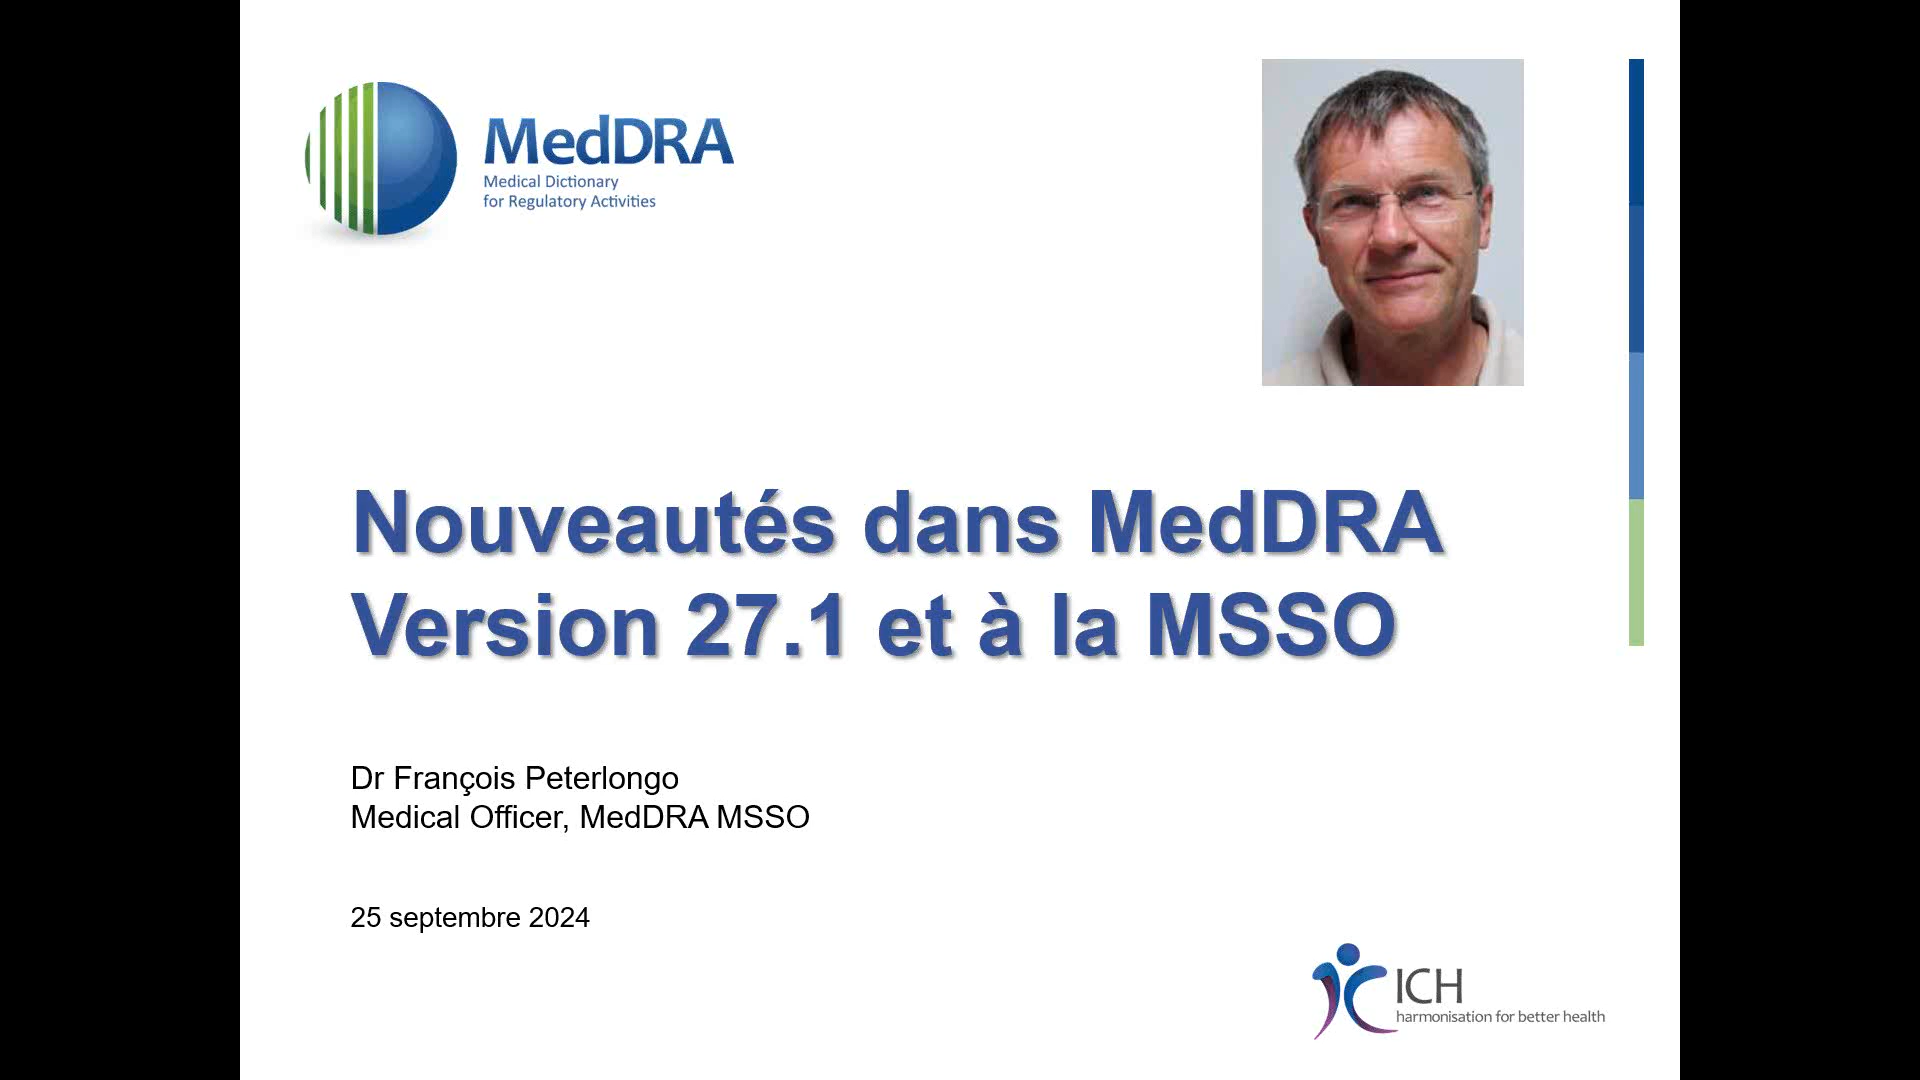 MedDRA
Medical Dictionary
for Regulatory Activities
Nouveautés dans MedDRA
Version 27.1 et à la MSSO
Dr François Peterlongo
Medical Officer, MedDRA MSSO
25 septembre 2024
ICH
harmonisation for better health